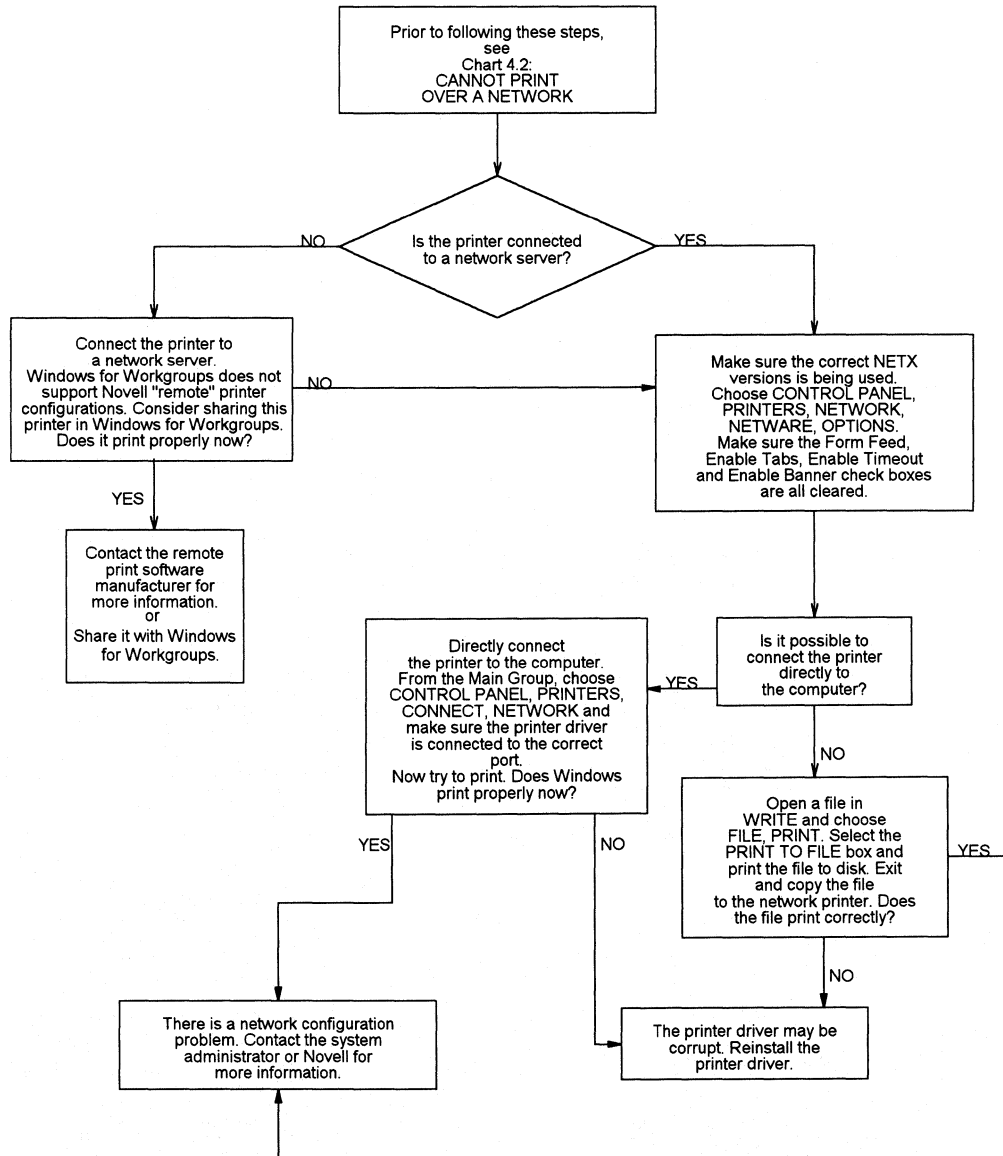 Prior to following these steps,
see
Chart 4.2:
CANNOT PRINT
OVER A NETWORK
NO
Is the printer connected
to a network server?
YES
Connect the printer to
a network server.
Windows for Workgroups does not
support Novell "remote" printer
configurations. Consider sharing this
printer in Windows for Workgroups.
Does it print properly now?
NO
Make sure the correct NETX
versions is being used.
Choose CONTROL PANEL,
PRINTERS, NETWORK,
NETWARE, OPTIONS.
Make sure the Form Feed,
Enable Tabs, Enable Timeout
and Enable Banner check boxes
are all cleared.
YES
Contact the remote
print software
manufacturer for
more information.
or
Share it with Windows
for Workgroups.
Is it possible to
connect the printer
directly to
the computer?
YES
Directly connect
the printer to the computer.
From the Main Group, choose
CONTROL PANEL, PRINTERS,
CONNECT, NETWORK and
make sure the printer driver
is connected to the correct
port.
Now try to print. Does Windows
print properly now?
NO
Open a file in
WRITE and choose
FILE, PRINT. Select the
PRINT TO FILE box and
print the file to disk. Exit
and copy the file
to the network printer. Does
the file print correctly?
YES
YES
NO
NO
There is a network configuration
problem. Contact the system
administrator or Novell for
more information.
The printer driver may be
corrupt. Reinstall the
printer driver.